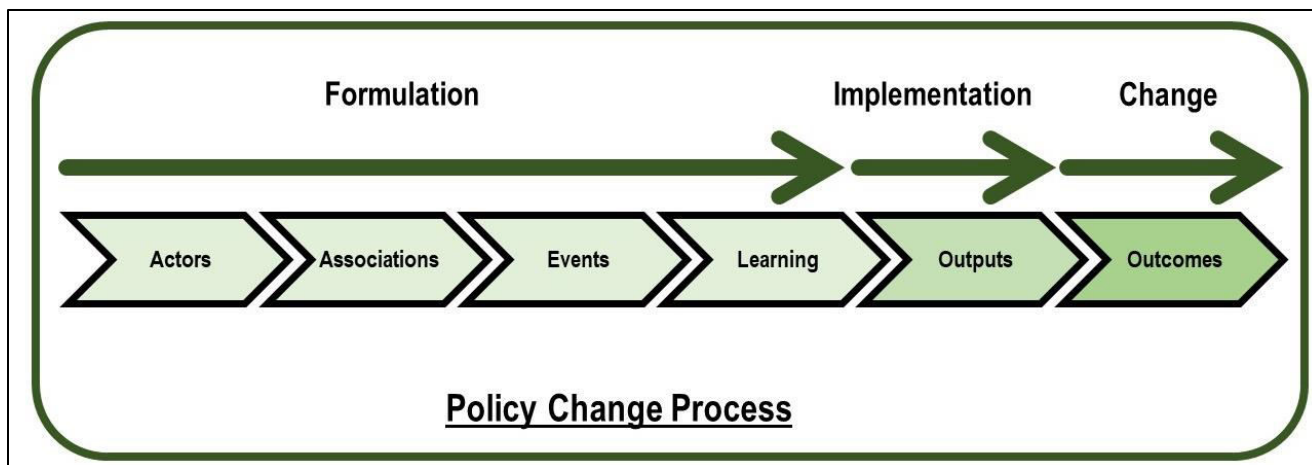 Formulation Implementation Change
Actors Associations Events Learning Outputs Outcomes
Policy Change Process